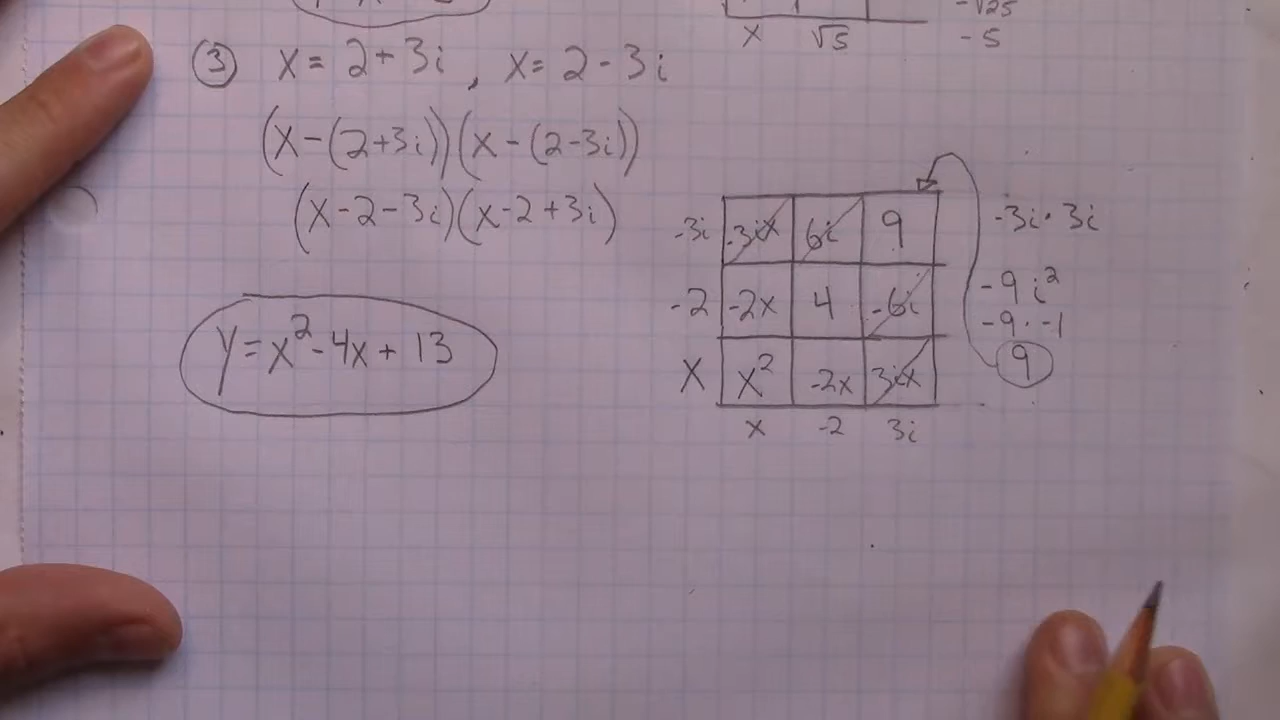 -√25
x √5 -5
③ x = 2 + 3i , x = 2 - 3i
(x - (2+3i))(x - (2-3i))
(x - 2 - 3i)(x - 2 + 3i)
y = x² - 4x + 13
-3i -3ix 6i 9
-2 -2x 4 -6i
x x² -2x 3ix
x -2 3i
-3i · 3i
-9i²
-9 · -1
9